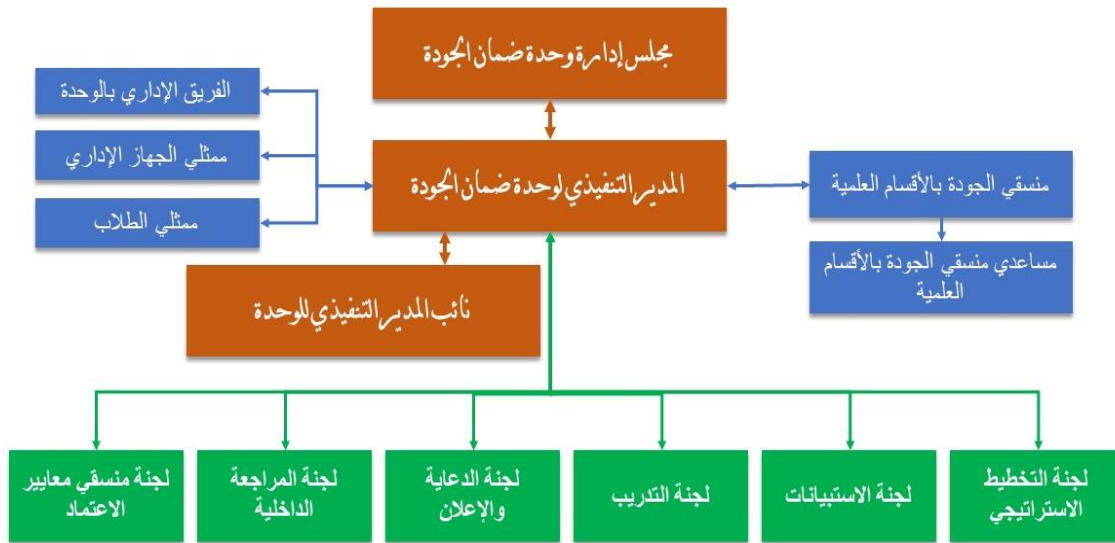 مجلس إدارة وحدة ضمان الجودة
الفريق الإداري بالوحدة
ممثلي الجهاز الإداري
ممثلي الطلاب
المدير التنفيذي لوحدة ضمان الجودة
منسقي الجودة بالأقسام العلمية
مساعدي منسقي الجودة بالأقسام
العلمية
نائب المدير التنفيذي للوحدة
لجنة التخطيط
الاستراتيجي
لجنة الاستبيانات
لجنة التدريب
لجنة الدعاية
والإعلان
لجنة المراجعة
الداخلية
لجنة منسقي معايير
الاعتماد